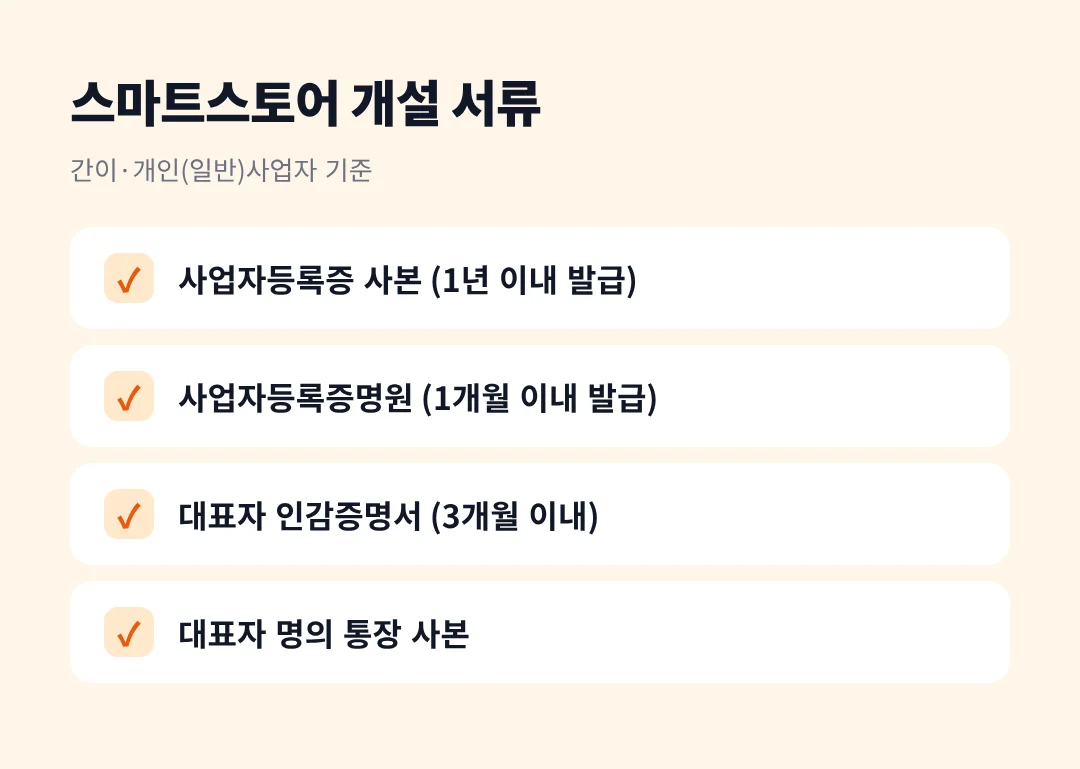 스마트스토어 개설 서류
간이·개인(일반)사업자 기준
✓ 사업자등록증 사본 (1년 이내 발급)
✓ 사업자등록증명원 (1개월 이내 발급)
✓ 대표자 인감증명서 (3개월 이내)
✓ 대표자 명의 통장 사본